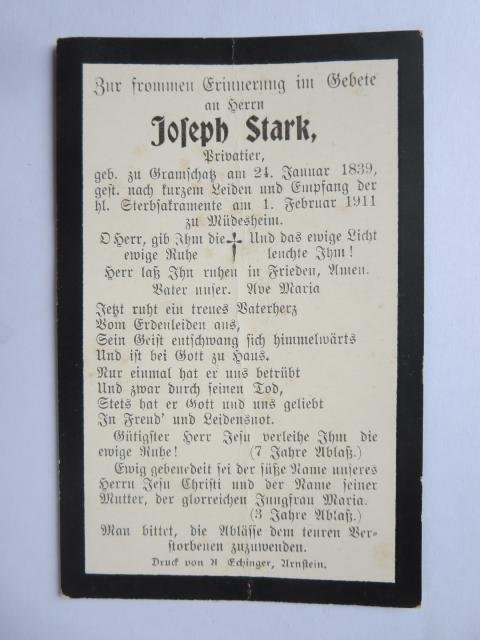 Zur frommen Erinnerung im Gebete
an Herrn
Joseph Stark,
Privatier,
geb. zu Gramschatz am 24. Januar 1839,
gest. nach kurzem Leiden und Empfang der
hl. Sterbsakramente am 1. Februar 1911
zu Müdesheim.
O Herr, gib Ihm die † Und das ewige Licht
ewige Ruhe leuchte Ihm!
Herr laß Ihn ruhen in Frieden, Amen.
Vater unser. Ave Maria
Jetzt ruht ein treues Vaterherz
Vom Erdenleiden aus,
Sein Geist entschwang sich himmelwärts
Und ist bei Gott zu Haus.
Nur einmal hat er uns betrübt
Und zwar durch seinen Tod,
Stets hat er Gott und uns geliebt
In Freud' und Leidensnot.
Gütigster Herr Jesu verleihe Ihm die
ewige Ruhe! (7 Jahre Ablaß.)
Ewig gebenedeit sei der süße Name unseres
Herrn Jesu Christi und der Name seiner
Mutter, der glorreichen Jungfrau Maria.
(3 Jahre Ablaß.)
Man bittet, die Ablässe dem teuren Ver-
storbenen zuzuwenden.
Druck von A Echinger, Arnstein.